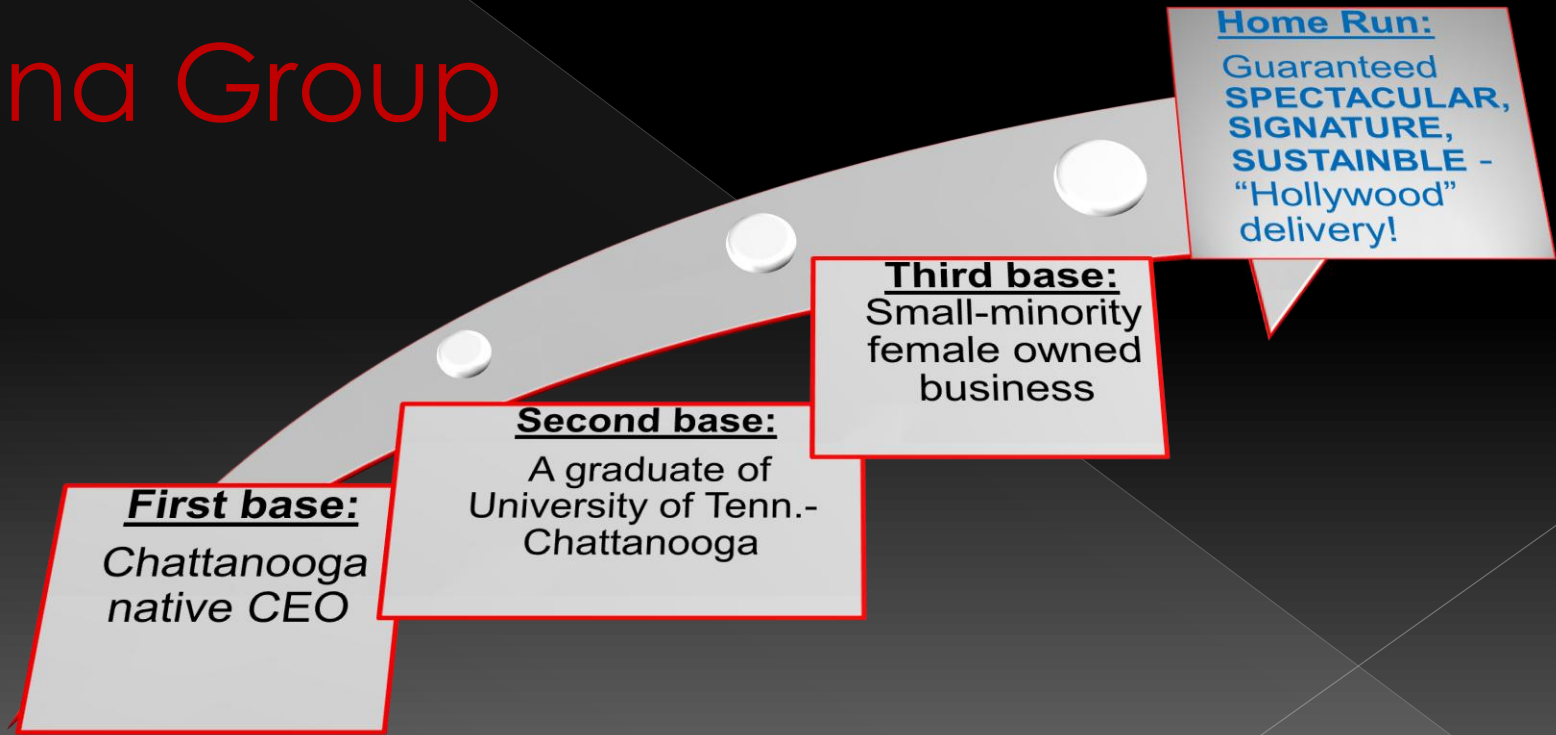 na Group
First base:
Chattanooga
native CEO
Second base:
A graduate of
University of Tenn.-
Chattanooga
Third base:
Small-minority
female owned
business
Home Run:
Guaranteed
SPECTACULAR,
SIGNATURE,
SUSTAINBLE -
“Hollywood”
delivery!